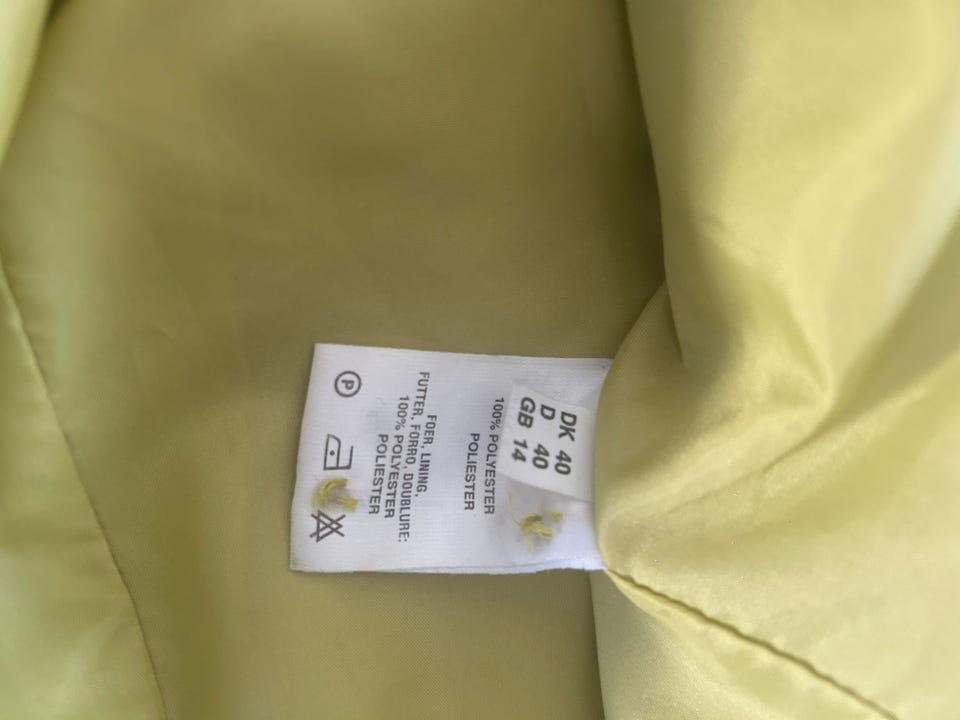 DK 40
D 40
GB 14
100% POLYESTER
POLIESTER
FOER, LINING,
FUTTER, FORRO, DOUBLURE:
100% POLYESTER
POLIESTER
P